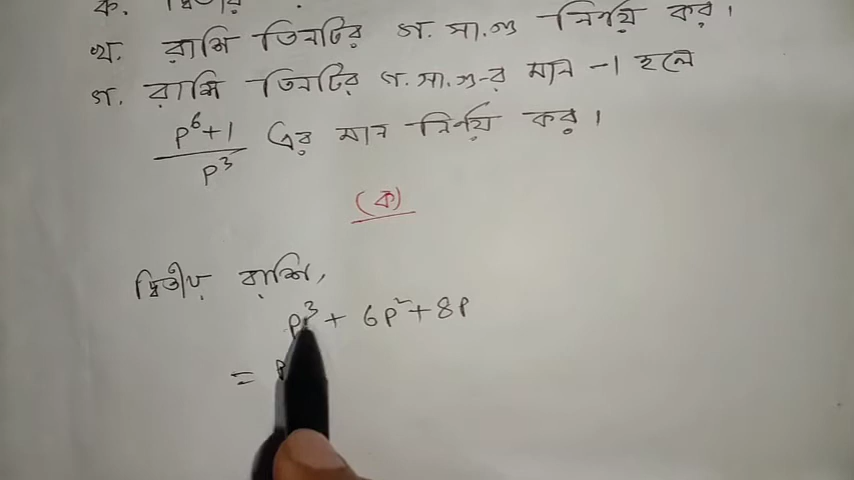 ক.
খ. রাশি তিনটির গ. সা. গু নির্ণয় কর।
গ. রাশি তিনটির গ. সা. গু-র মান -1 হলে
p⁶+1/p³ এর মান নির্ণয় কর।
(ক)
দ্বিতীয় রাশি,
p³ + 6p² + 8p
= p